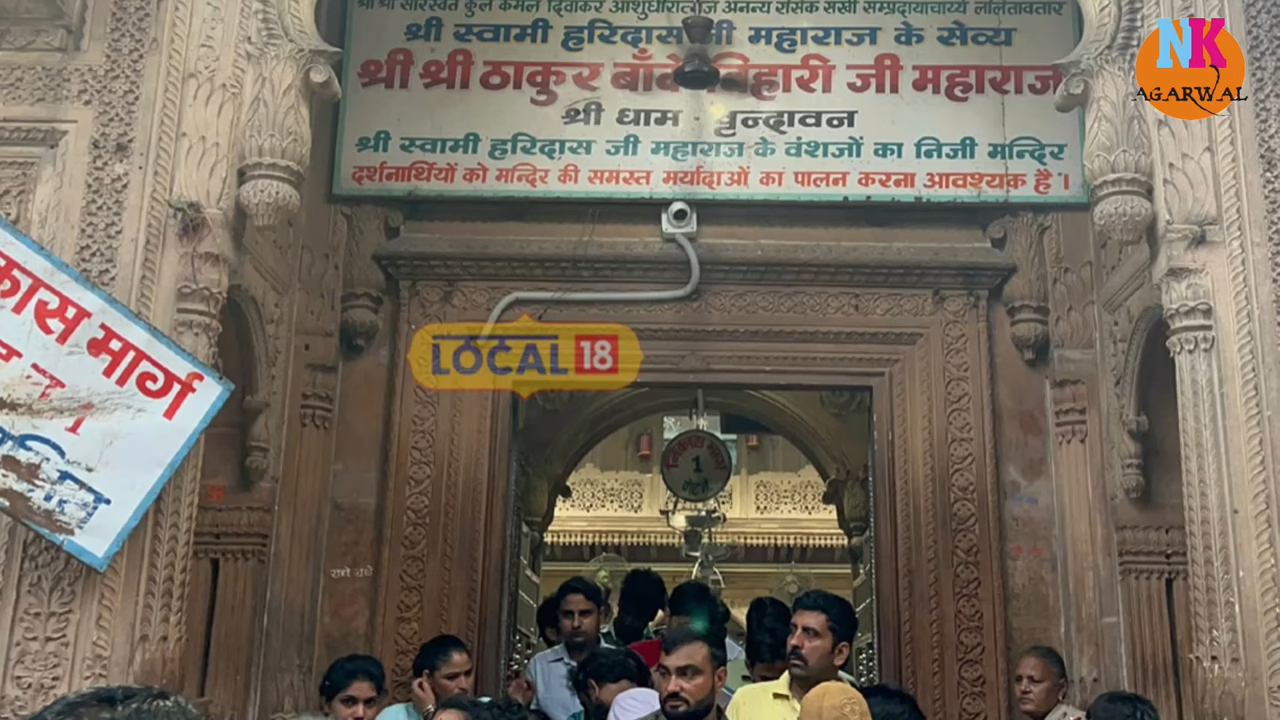 श्री स्वामी हरिदास जी महाराज के सेव्य
श्री श्री ठाकुर बाँके बिहारी जी महाराज
श्री धाम - वृन्दावन
श्री स्वामी हरिदास जी महाराज के वंशजों का निजी मन्दिर
दर्शनार्थियों को मन्दिर की समस्त मर्यादाओं का पालन करना आवश्यक है ।
NK
AGARWAL
कास मार्ग
LOCAL 18
1
राधे राधे